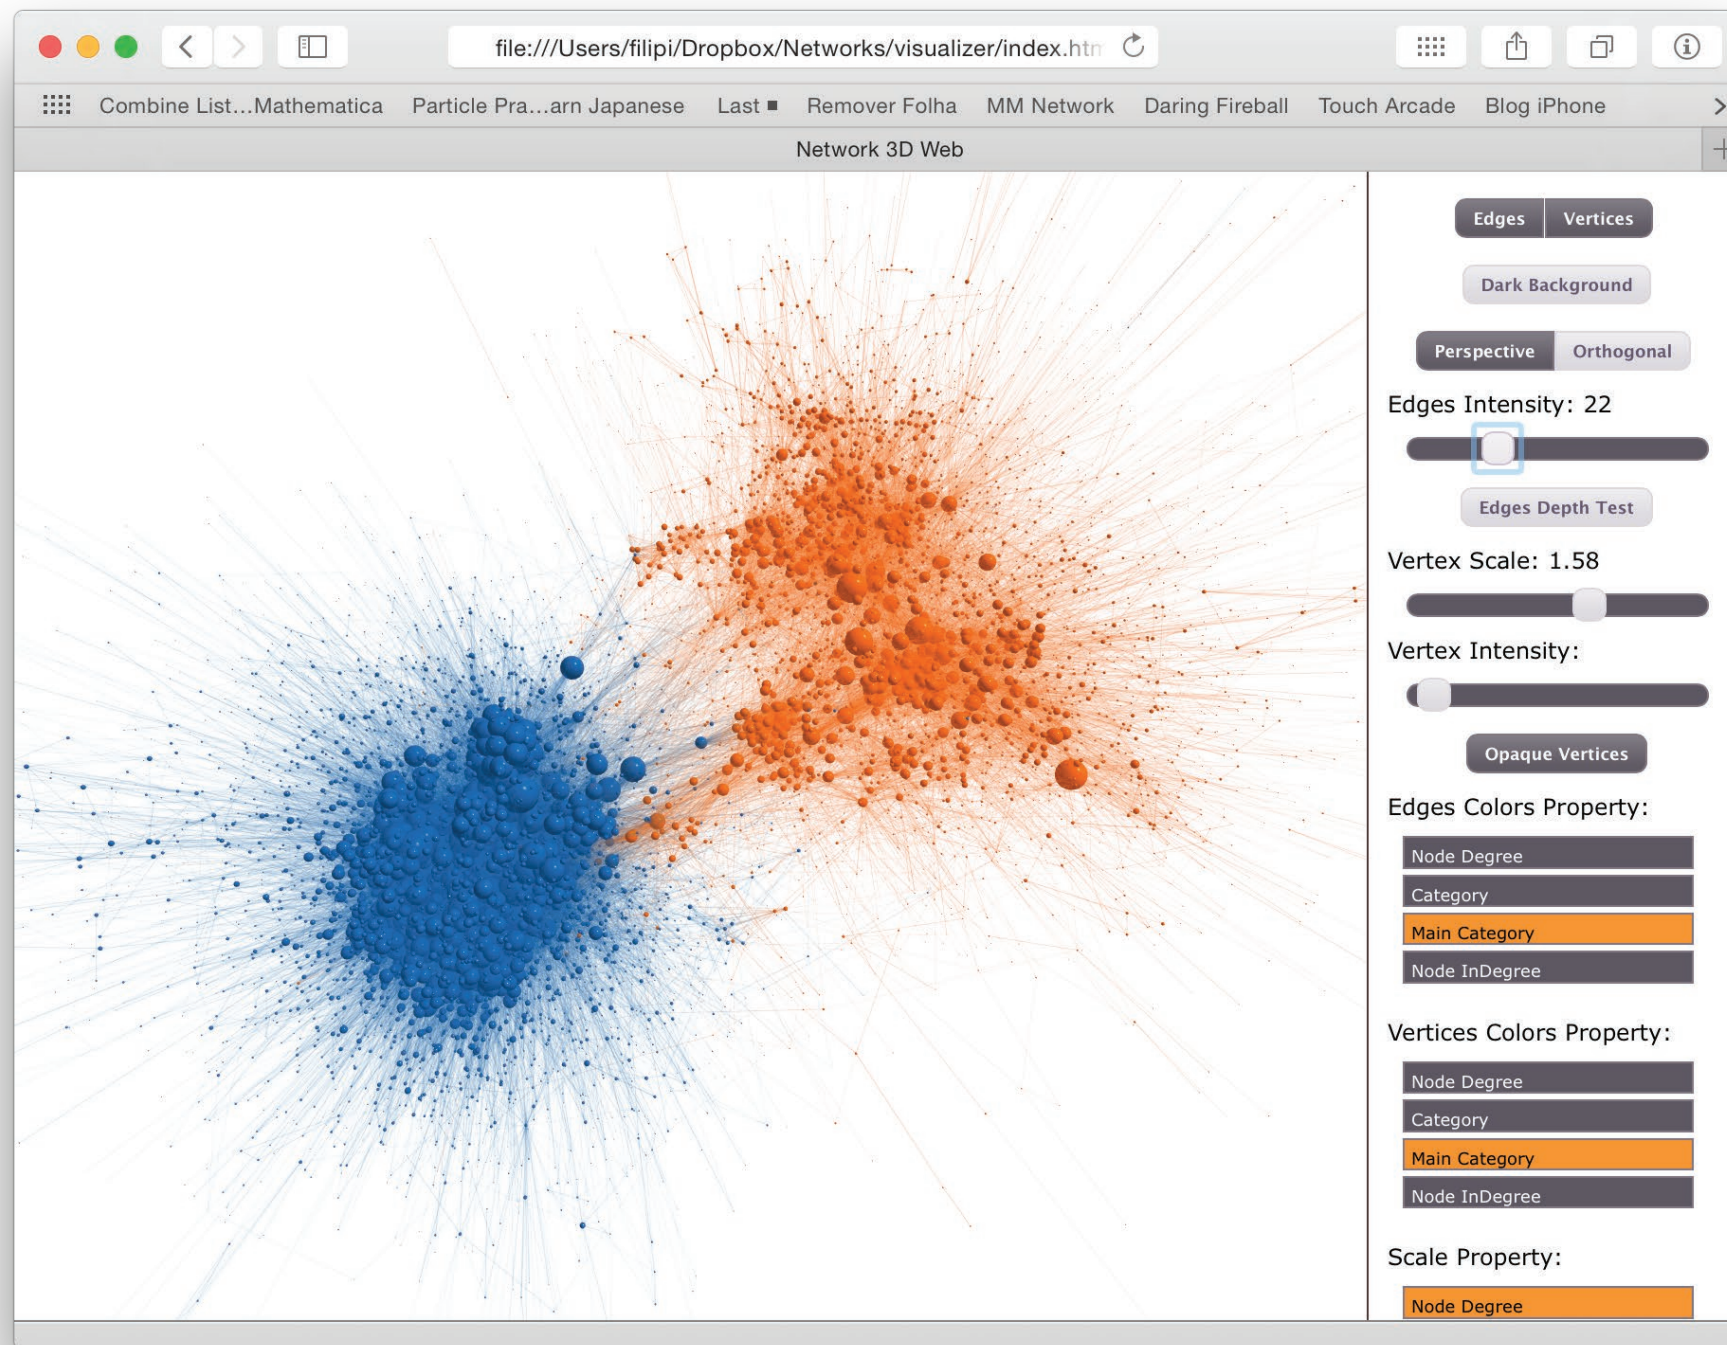 file:///Users/filipi/Dropbox/Networks/visualizer/index.htm
Combine List...Mathematica Particle Pra...arn Japanese Last ■ Remover Folha MM Network Daring Fireball Touch Arcade Blog iPhone
Network 3D Web
Edges Vertices
Dark Background
Perspective Orthogonal
Edges Intensity: 22
Edges Depth Test
Vertex Scale: 1.58
Vertex Intensity:
Opaque Vertices
Edges Colors Property:
Node Degree
Category
Main Category
Node InDegree
Vertices Colors Property:
Node Degree
Category
Main Category
Node InDegree
Scale Property:
Node Degree